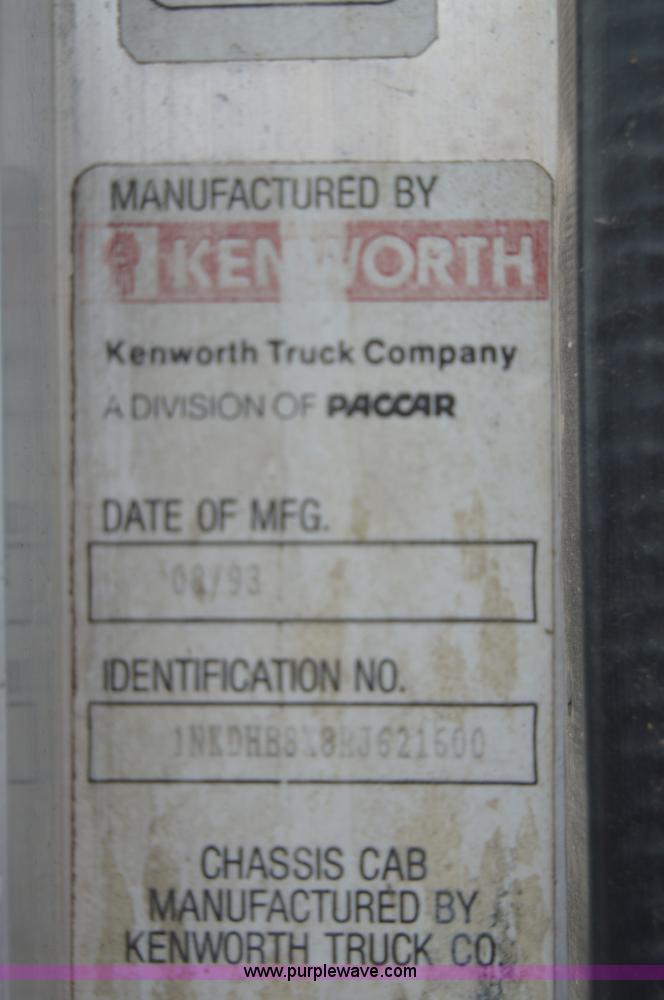 MANUFACTURED BY
KENWORTH
Kenworth Truck Company
A DIVISION OF PACCAR
DATE OF MFG.
08/93
IDENTIFICATION NO.
CHASSIS CAB
MANUFACTURED BY
KENWORTH TRUCK CO.
www.purplewave.com